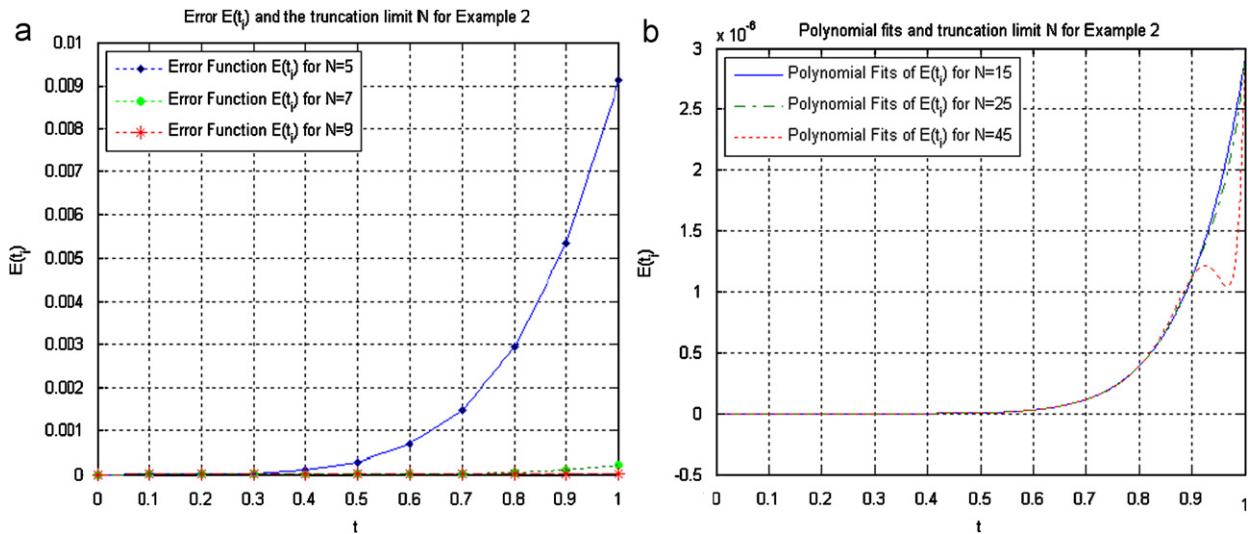 a
Error E(t_i) and the truncation limit N for Example 2
0.01
0.009
0.008
0.007
0.006
0.005
0.004
0.003
0.002
0.001
0
E(t_i)
Error Function E(t_i) for N=5
Error Function E(t_i) for N=7
Error Function E(t_i) for N=9
0 0.1 0.2 0.3 0.4 0.5 0.6 0.7 0.8 0.9 1
t
b
x 10^-6
Polynomial fits and truncation limit N for Example 2
3
2.5
2
1.5
1
0.5
0
-0.5
E(t_i)
Polynomial Fits of E(t_i) for N=15
Polynomial Fits of E(t_i) for N=25
Polynomial Fits of E(t_i) for N=45
0 0.1 0.2 0.3 0.4 0.5 0.6 0.7 0.8 0.9 1
t